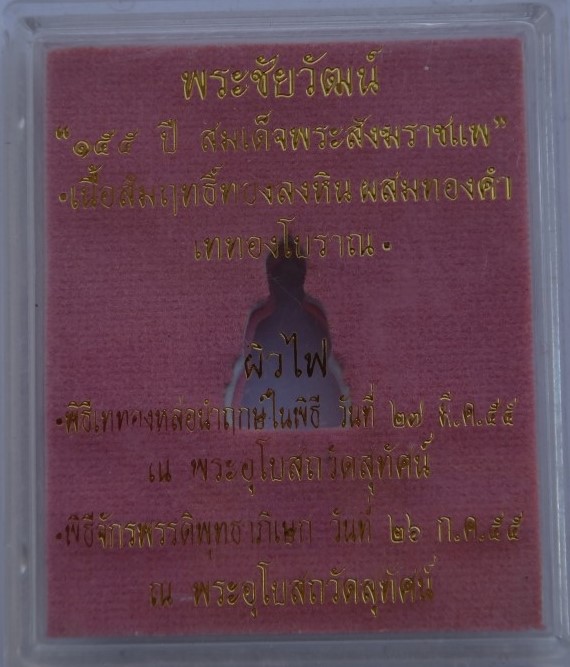 พระชัยวัฒน์
“๑๕๕ ปี สมเด็จพระสังฆราชแพ”
•เนื้อสัมฤทธิ์ทองลงหิน ผสมทองคำ
เททองโบราณ•
ผิวไฟ
•พิธีเททองหล่อนำฤกษ์ในพิธี วันที่ ๒๗ มี.ค.๕๕
ณ พระอุโบสถวัดสุทัศน์
•พิธีจักรพรรดิพุทธาภิเษก วันที่ ๒๖ ก.ค.๕๕
ณ พระอุโบสถวัดสุทัศน์